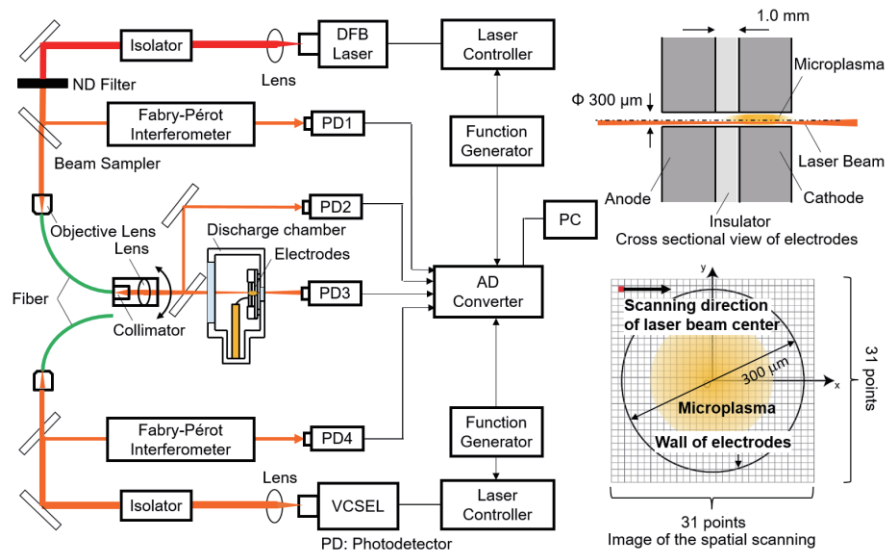 Isolator
Lens
DFB
Laser
Laser
Controller
ND Filter
Fabry-Pérot
Interferometer
PD1
Beam Sampler
Function
Generator
PD2
PC
Objective Lens
Lens
Discharge chamber
Electrodes
Fiber
Collimator
PD3
AD
Converter
Fabry-Pérot
Interferometer
PD4
Function
Generator
Isolator
Lens
VCSEL
Laser
Controller
PD: Photodetector
1.0 mm
Microplasma
Φ 300 μm
Laser Beam
Anode
Cathode
Insulator
Cross sectional view of electrodes
y
Scanning direction
of laser beam center
300 μm
x
31
points
Microplasma
Wall of electrodes
31 points
Image of the spatial scanning